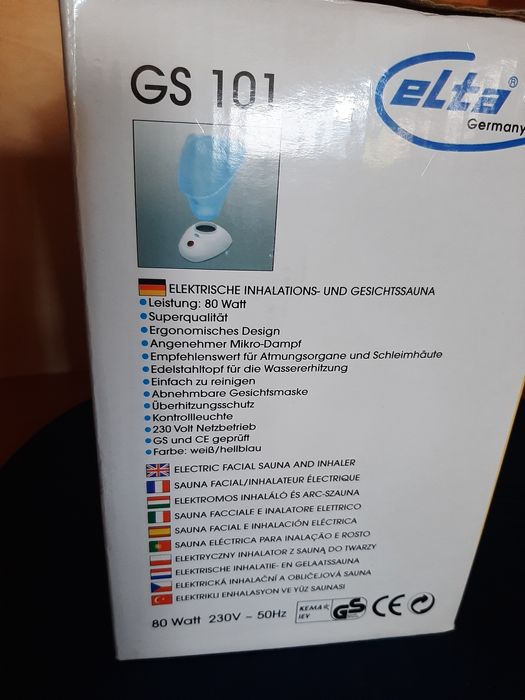 GS 101
elta®
Germany
ELEKTRISCHE INHALATIONS- UND GESICHTSSAUNA
•Leistung: 80 Watt
•Superqualität
•Ergonomisches Design
•Angenehmer Mikro-Dampf
•Empfehlenswert für Atmungsorgane und Schleimhäute
•Edelstahltopf für die Wassererhitzung
•Einfach zu reinigen
•Abnehmbare Gesichtsmaske
•Überhitzungsschutz
•Kontrollleuchte
•230 Volt Netzbetrieb
•GS und CE geprüft
•Farbe: weiß/hellblau
ELECTRIC FACIAL SAUNA AND INHALER
SAUNA FACIAL/INHALATEUR ÉLECTRIQUE
ELEKTROMOS INHALÁLÓ ÉS ARC-SZAUNA
SAUNA FACCIALE E INALATORE ELETTRICO
SAUNA FACIAL E INHALACIÓN ELÉCTRICA
SAUNA ELÉCTRICA PARA INALAÇÃO E ROSTO
ELEKTRYCZNY INHALATOR Z SAUNĄ DO TWARZY
ELEKTRISCHE INHALATIE- EN GELAATSSAUNA
ELEKTRICKÁ INHALAČNÍ A OBLIČEJOVÁ SAUNA
ELEKTRIKLI ENHALASYON VE YÜZ SAUNASI
80 Watt 230V ~ 50Hz KEMA IEV GS CE